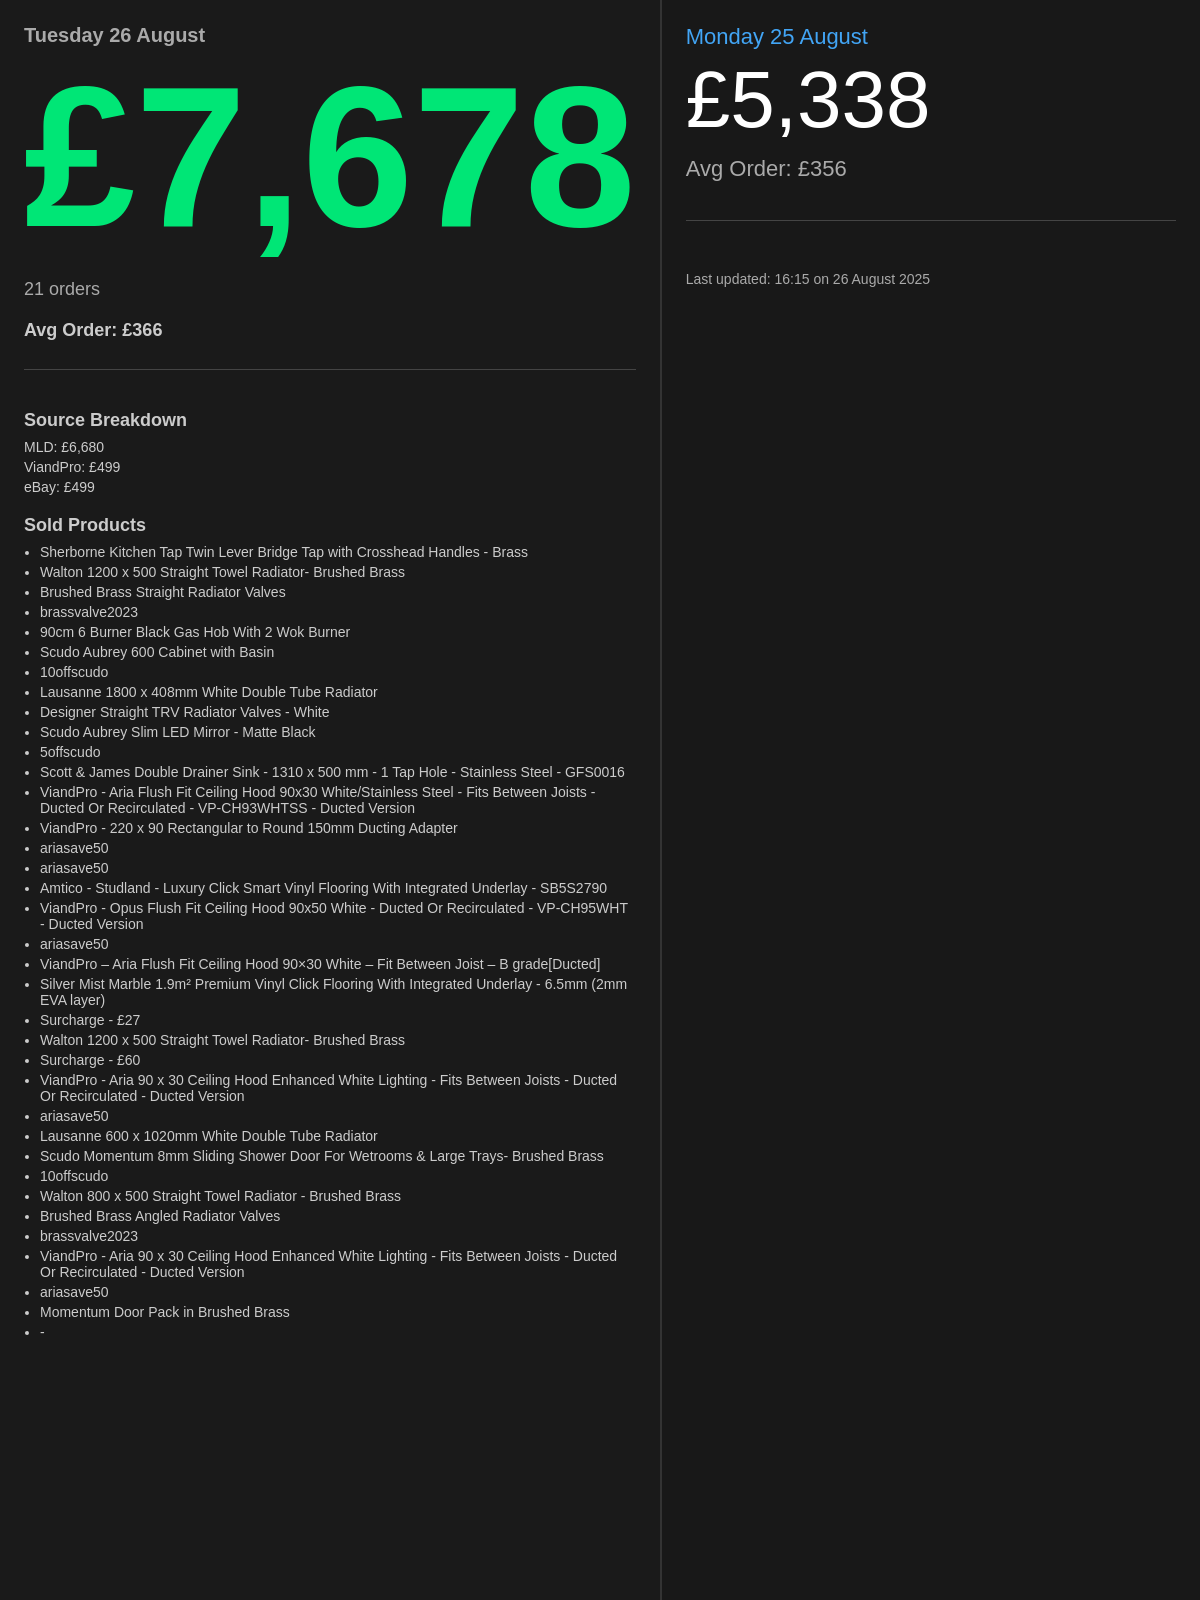 Tuesday 26 August
£7,678
21 orders
Avg Order: £366
Source Breakdown
MLD: £6,680
ViandPro: £499
eBay: £499
Sold Products
• Sherborne Kitchen Tap Twin Lever Bridge Tap with Crosshead Handles - Brass
• Walton 1200 x 500 Straight Towel Radiator- Brushed Brass
• Brushed Brass Straight Radiator Valves
• brassvalve2023
• 90cm 6 Burner Black Gas Hob With 2 Wok Burner
• Scudo Aubrey 600 Cabinet with Basin
• 10offscudo
• Lausanne 1800 x 408mm White Double Tube Radiator
• Designer Straight TRV Radiator Valves - White
• Scudo Aubrey Slim LED Mirror - Matte Black
• 5offscudo
• Scott & James Double Drainer Sink - 1310 x 500 mm - 1 Tap Hole - Stainless Steel - GFS0016
• ViandPro - Aria Flush Fit Ceiling Hood 90x30 White/Stainless Steel - Fits Between Joists -
Ducted Or Recirculated - VP-CH93WHTSS - Ducted Version
• ViandPro - 220 x 90 Rectangular to Round 150mm Ducting Adapter
• ariasave50
• ariasave50
• Amtico - Studland - Luxury Click Smart Vinyl Flooring With Integrated Underlay - SB5S2790
• ViandPro - Opus Flush Fit Ceiling Hood 90x50 White - Ducted Or Recirculated - VP-CH95WHT
- Ducted Version
• ariasave50
• ViandPro – Aria Flush Fit Ceiling Hood 90×30 White – Fit Between Joist – B grade[Ducted]
• Silver Mist Marble 1.9m² Premium Vinyl Click Flooring With Integrated Underlay - 6.5mm (2mm
EVA layer)
• Surcharge - £27
• Walton 1200 x 500 Straight Towel Radiator- Brushed Brass
• Surcharge - £60
• ViandPro - Aria 90 x 30 Ceiling Hood Enhanced White Lighting - Fits Between Joists - Ducted
Or Recirculated - Ducted Version
• ariasave50
• Lausanne 600 x 1020mm White Double Tube Radiator
• Scudo Momentum 8mm Sliding Shower Door For Wetrooms & Large Trays- Brushed Brass
• 10offscudo
• Walton 800 x 500 Straight Towel Radiator - Brushed Brass
• Brushed Brass Angled Radiator Valves
• brassvalve2023
• ViandPro - Aria 90 x 30 Ceiling Hood Enhanced White Lighting - Fits Between Joists - Ducted
Or Recirculated - Ducted Version
• ariasave50
• Momentum Door Pack in Brushed Brass
• -
Monday 25 August
£5,338
Avg Order: £356
Last updated: 16:15 on 26 August 2025